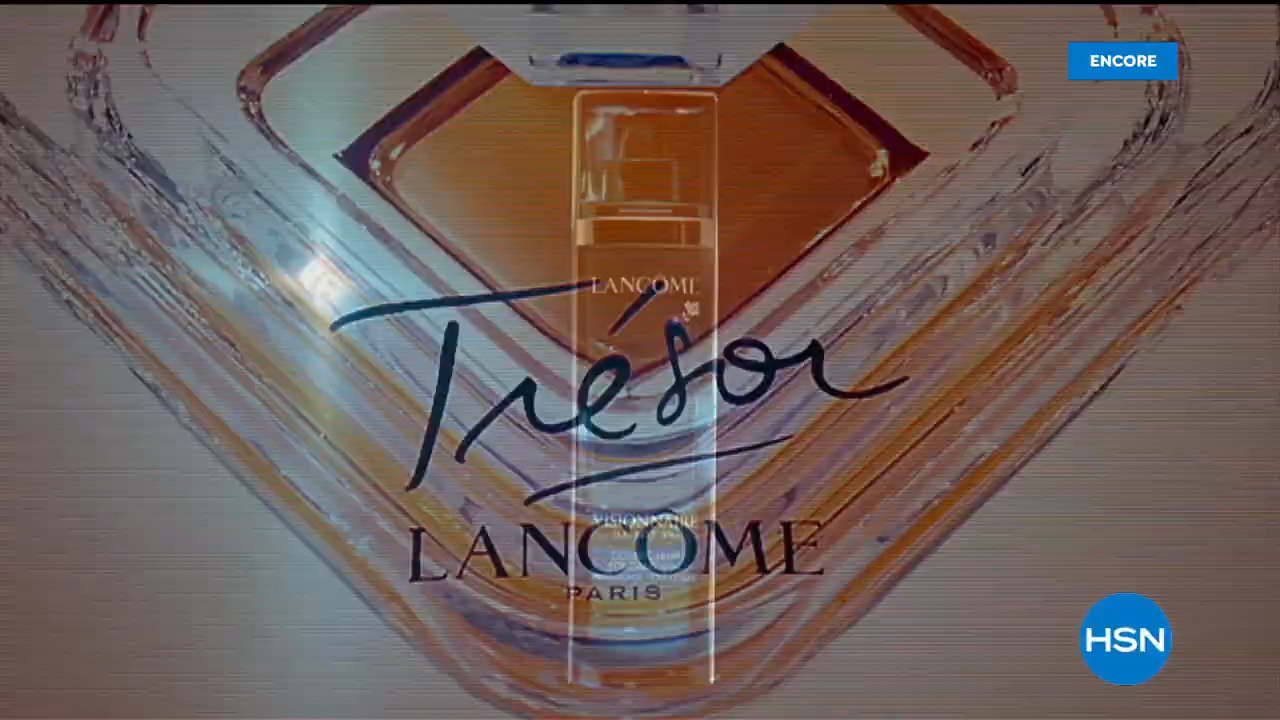 ENCORE
LANCÔME
Trésor
VISIONNAIRE
LANCÔME
PARIS
HSN